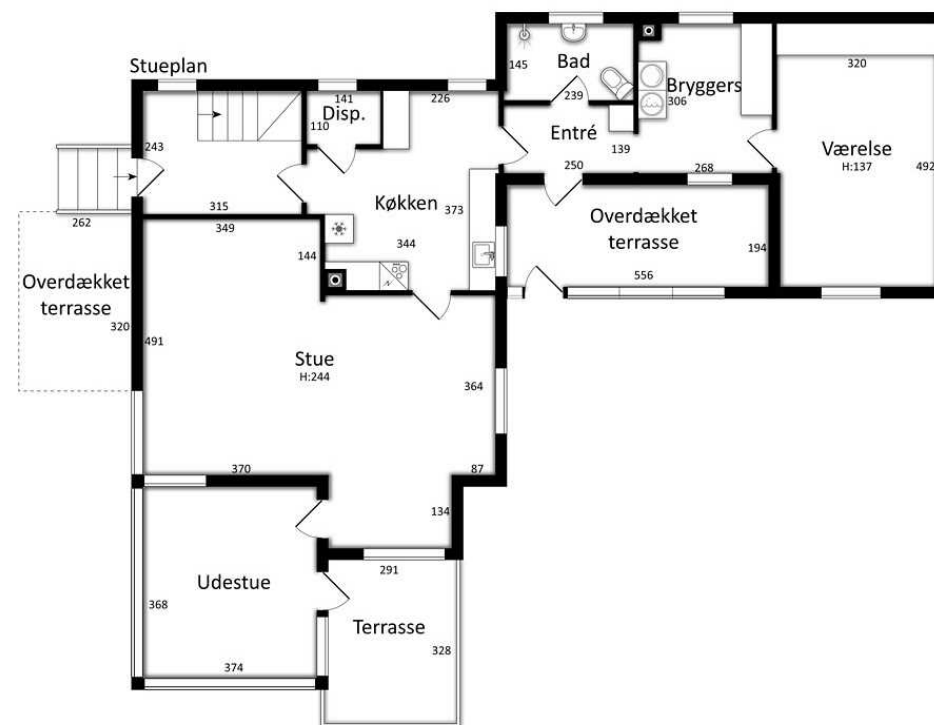 Stueplan
145
Bad
239
320
Bryggers
306
141
226
Disp.
110
Entré
139
250
268
Værelse
H:137
492
243
315
262
349
144
Køkken
373
344
Overdækket
terrasse
194
556
Overdækket
terrasse
320
491
Stue
H:244
364
370
87
134
Udestue
368
374
291
Terrasse
328